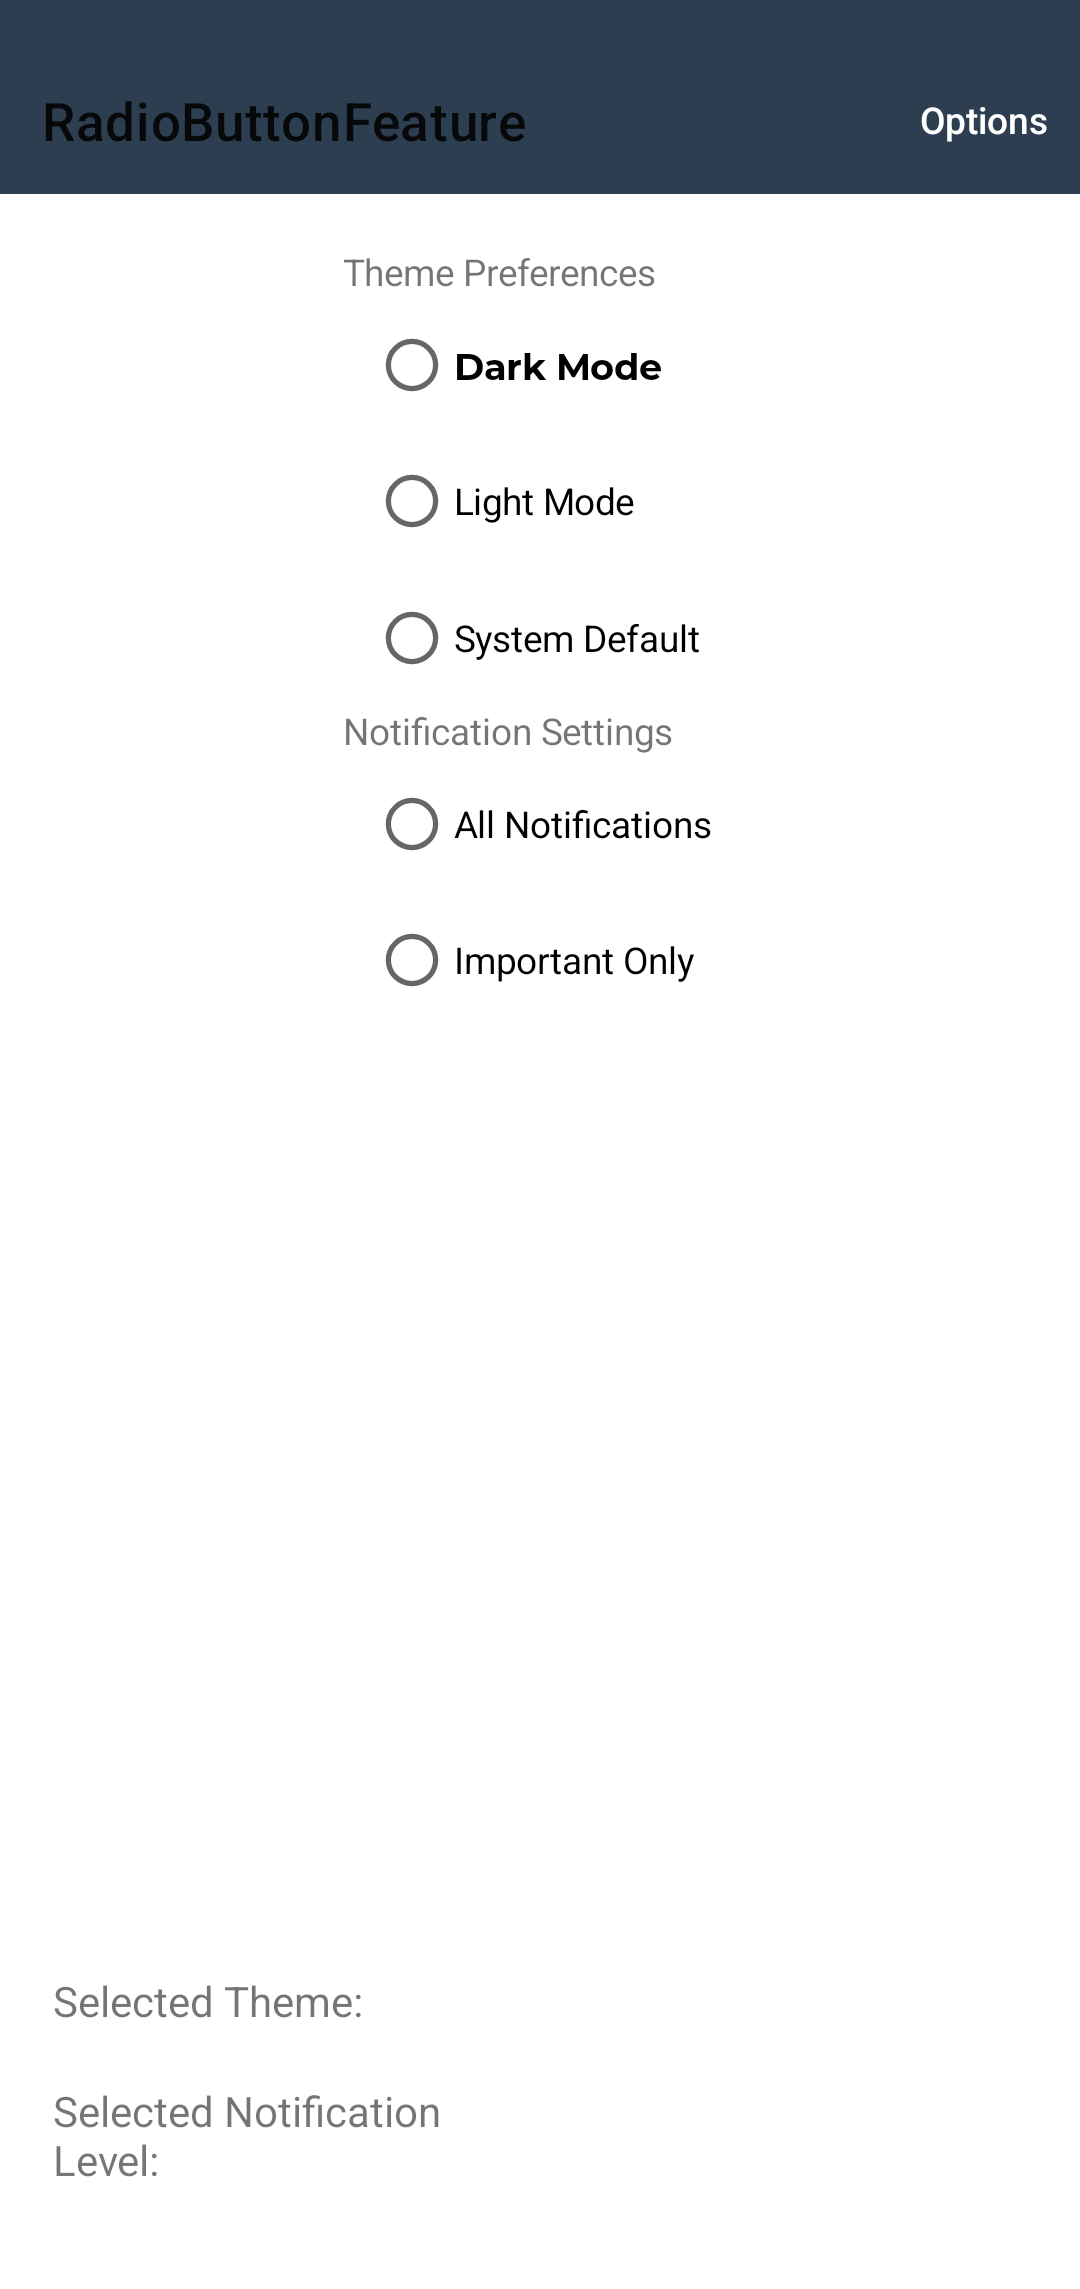 RadioButtonFeature
Options
Theme Preferences
Dark Mode
Light Mode
System Default
Notification Settings
All Notifications
Important Only
Selected Theme:
Selected Notification
Level: